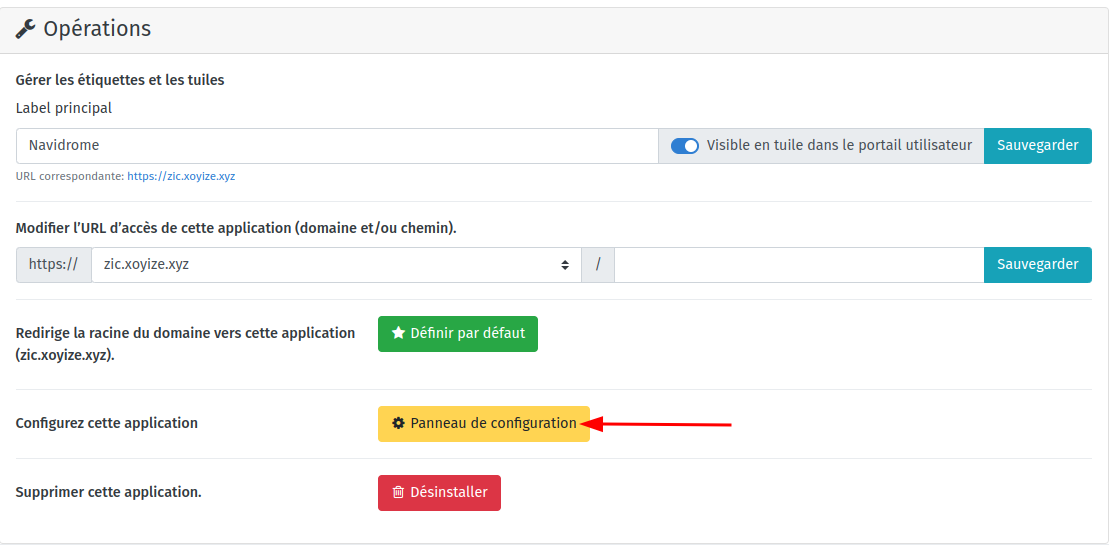 Opérations
Gérer les étiquettes et les tuiles
Label principal
Navidrome Visible en tuile dans le portail utilisateur Sauvegarder
URL correspondante: https://zic.xoyize.xyz
Modifier l’URL d’accès de cette application (domaine et/ou chemin).
https:// zic.xoyize.xyz / Sauvegarder
Redirige la racine du domaine vers cette application
(zic.xoyize.xyz).
Définir par défaut
Configurez cette application Panneau de configuration
Supprimer cette application. Désinstaller